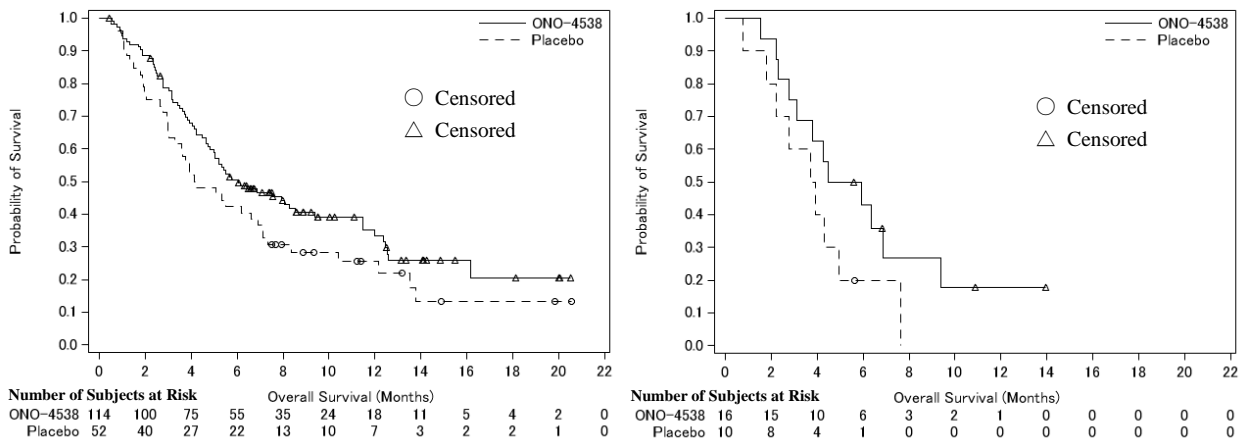 ONO-4538
Placebo
Censored
Censored
Probability of Survival
1.0
0.9
0.8
0.7
0.6
0.5
0.4
0.3
0.2
0.1
0.0
0 2 4 6 8 10 12 14 16 18 20 22
Overall Survival (Months)
Number of Subjects at Risk
ONO-4538 114 100 75 55 35 24 18 11 5 4 2 0
Placebo 52 40 27 22 13 10 7 3 2 2 1 0
ONO-4538
Placebo
Censored
Censored
Probability of Survival
1.0
0.9
0.8
0.7
0.6
0.5
0.4
0.3
0.2
0.1
0.0
0 2 4 6 8 10 12 14 16 18 20 22
Overall Survival (Months)
Number of Subjects at Risk
ONO-4538 16 15 10 6 3 2 1 0 0 0 0 0
Placebo 10 8 4 1 0 0 0 0 0 0 0 0